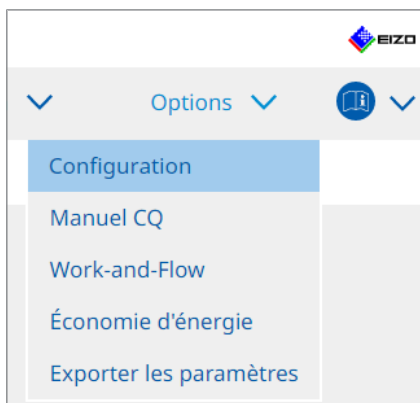 EIZO
Options
Configuration
Manuel CQ
Work-and-Flow
Économie d'énergie
Exporter les paramètres